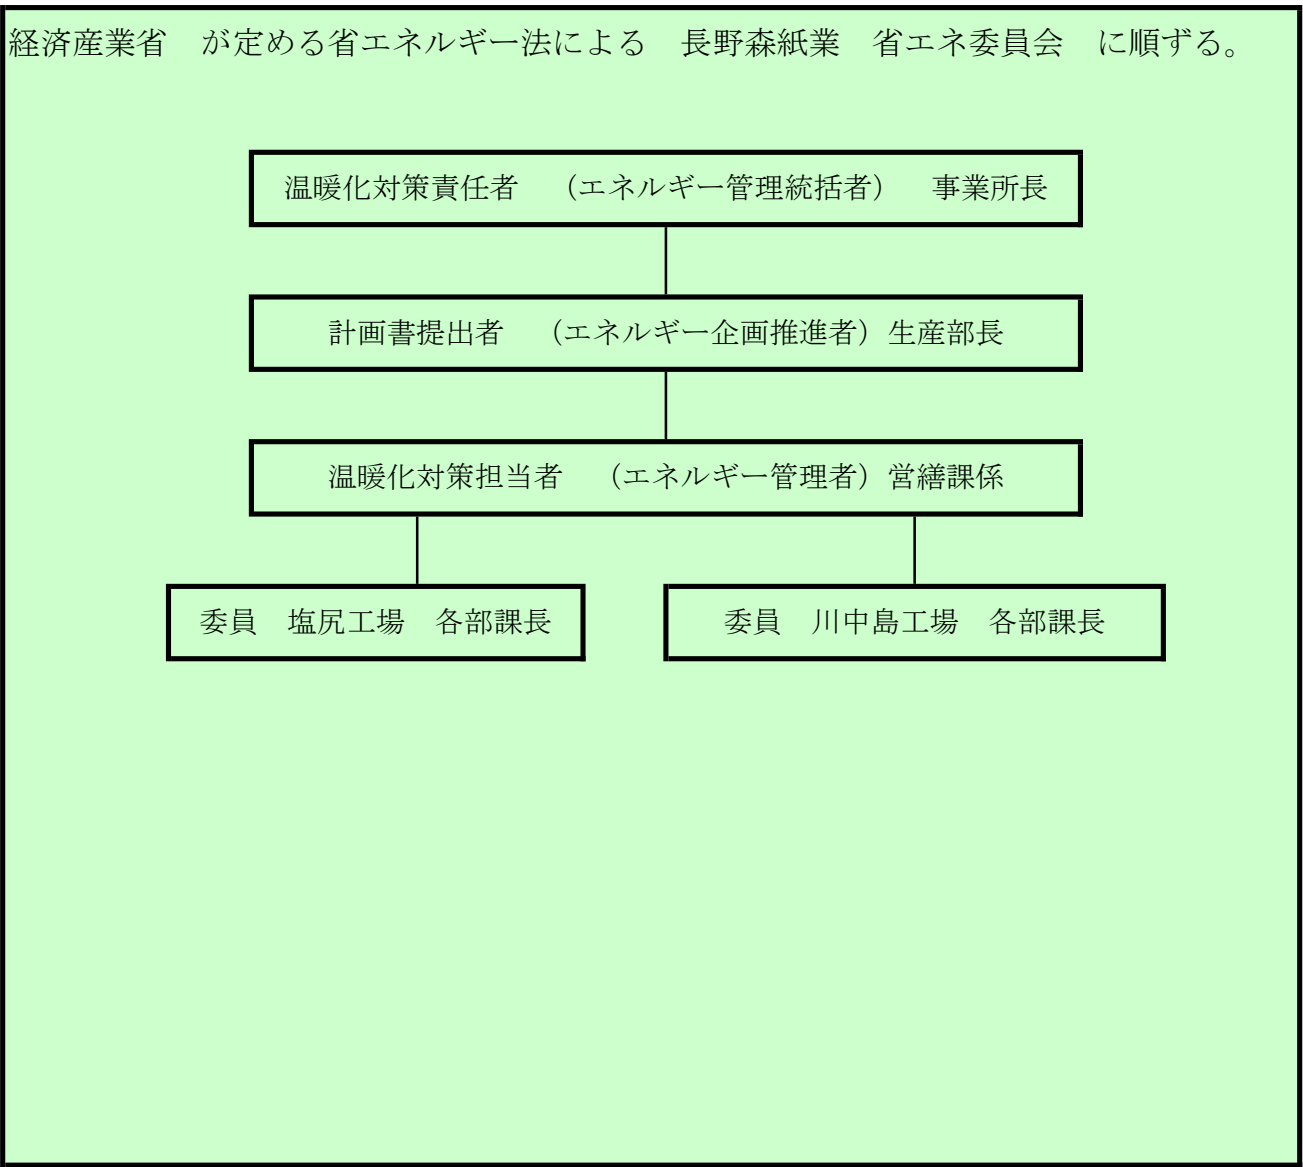 経済産業省　が定める省エネルギー法による　長野森紙業　省エネ委員会　に順ずる。
温暖化対策責任者　（エネルギー管理統括者）　事業所長
計画書提出者　（エネルギー企画推進者）生産部長
温暖化対策担当者　（エネルギー管理者）営繕課係
委員　塩尻工場　各部課長
委員　川中島工場　各部課長